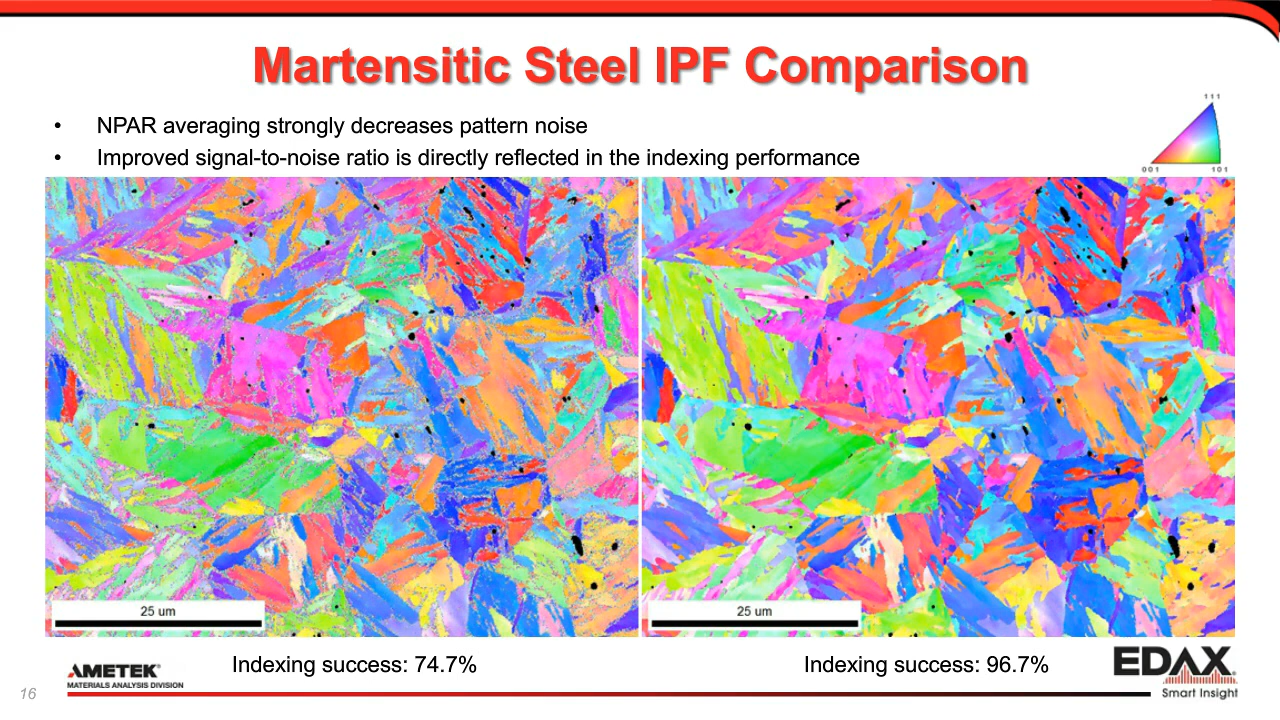 Martensitic Steel IPF Comparison
• NPAR averaging strongly decreases pattern noise
• Improved signal-to-noise ratio is directly reflected in the indexing performance
111
001 101
25 um
25 um
Indexing success: 74.7%
Indexing success: 96.7%
AMETEK®
MATERIALS ANALYSIS DIVISION
EDAX®
Smart Insight
16